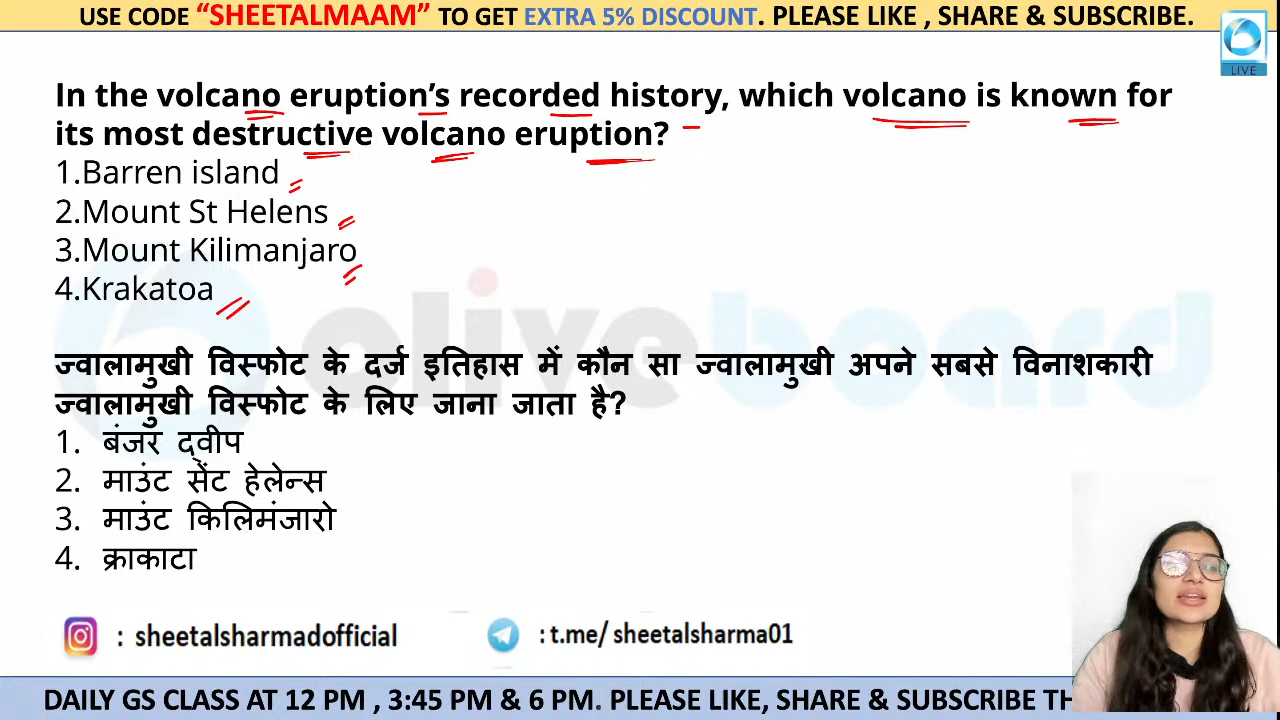 USE CODE “SHEETALMAAM” TO GET EXTRA 5% DISCOUNT. PLEASE LIKE , SHARE & SUBSCRIBE.
LIVE
In the volcano eruption’s recorded history, which volcano is known for
its most destructive volcano eruption?
1.Barren island
2.Mount St Helens
3.Mount Kilimanjaro
4.Krakatoa
oliveboard
ज्वालामुखी विस्फोट के दर्ज इतिहास में कौन सा ज्वालामुखी अपने सबसे विनाशकारी
ज्वालामुखी विस्फोट के लिए जाना जाता है?
1. बंजर द्वीप
2. माउंट सेंट हेलेन्स
3. माउंट किलिमंजारो
4. क्राकाटा
: sheetalsharmadofficial
: t.me/ sheetalsharma01
DAILY GS CLASS AT 12 PM , 3:45 PM & 6 PM. PLEASE LIKE, SHARE & SUBSCRIBE TH